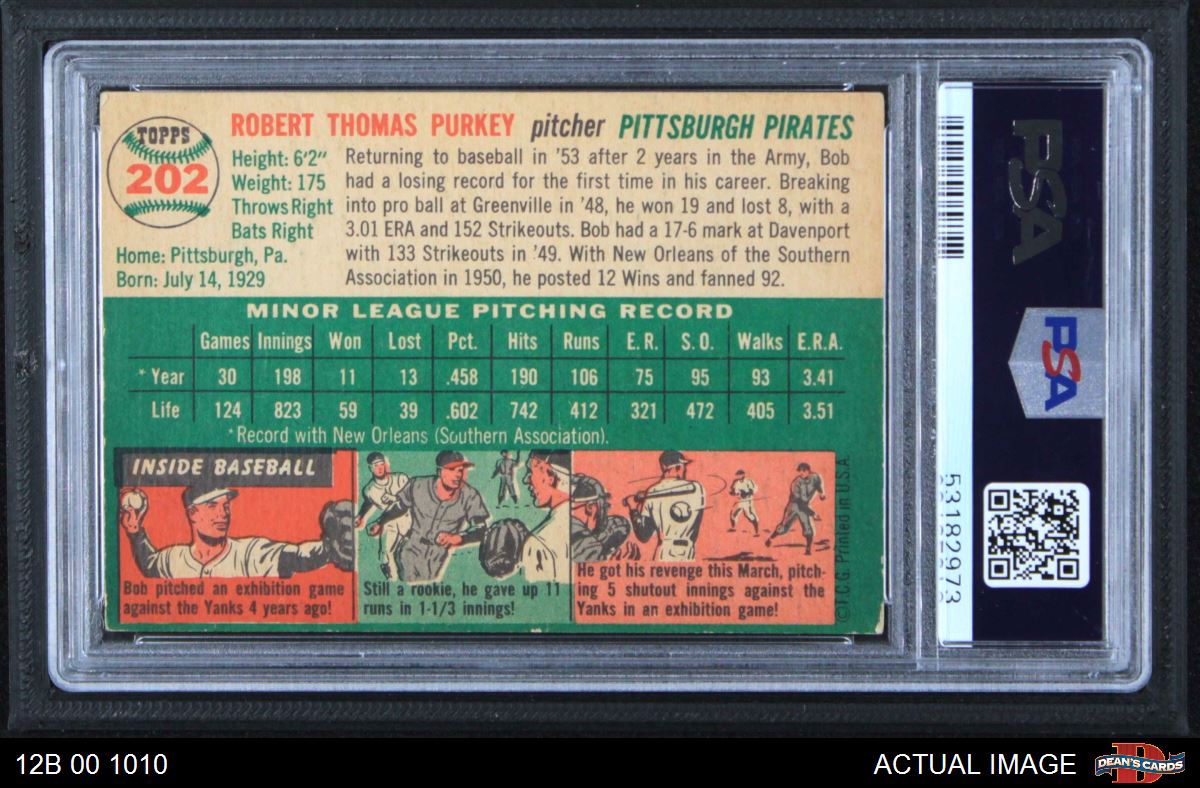 TOPPS
202
ROBERT THOMAS PURKEY pitcher PITTSBURGH PIRATES
Height: 6'2"
Weight: 175
Throws Right
Bats Right
Home: Pittsburgh, Pa.
Born: July 14, 1929
Returning to baseball in '53 after 2 years in the Army, Bob
had a losing record for the first time in his career. Breaking
into pro ball at Greenville in '48, he won 19 and lost 8, with a
3.01 ERA and 152 Strikeouts. Bob had a 17-6 mark at Davenport
with 133 Strikeouts in '49. With New Orleans of the Southern
Association in 1950, he posted 12 Wins and fanned 92.
MINOR LEAGUE PITCHING RECORD
Games Innings Won Lost Pct. Hits Runs E. R. S. O. Walks E.R.A.
* Year 30 198 11 13 .458 190 106 75 95 93 3.41
Life 124 823 59 39 .602 742 412 321 472 405 3.51
*Record with New Orleans (Southern Association).
INSIDE BASEBALL
Bob pitched an exhibition game
against the Yanks 4 years ago!
Still a rookie, he gave up 11
runs in 1-1/3 innings!
He got his revenge this March, pitch-
ing 5 shutout innings against the
Yanks in an exhibition game!
©T.C.G. Printed in U.S.A.
PSA
PSA
53182973
12B 00 1010
ACTUAL IMAGE
D
DEAN'S CARDS